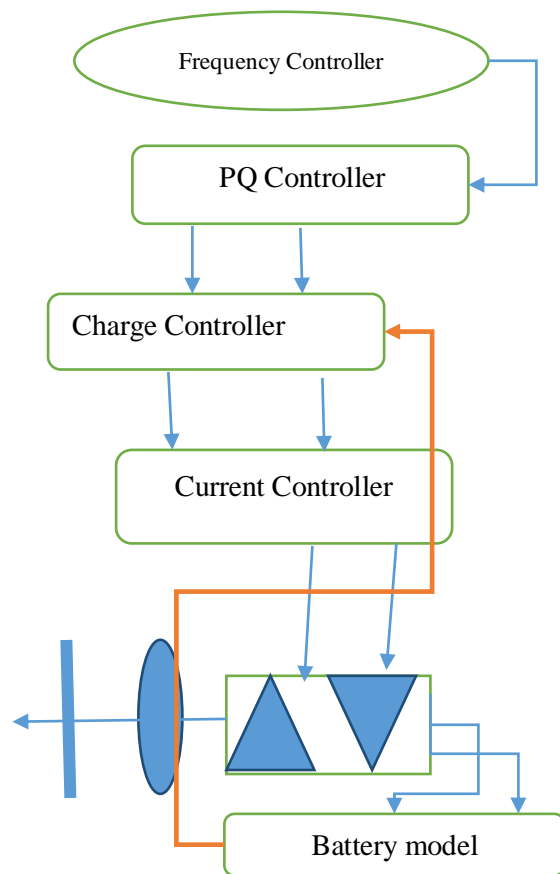 Frequency Controller
PQ Controller
Charge Controller
Current Controller
Battery model